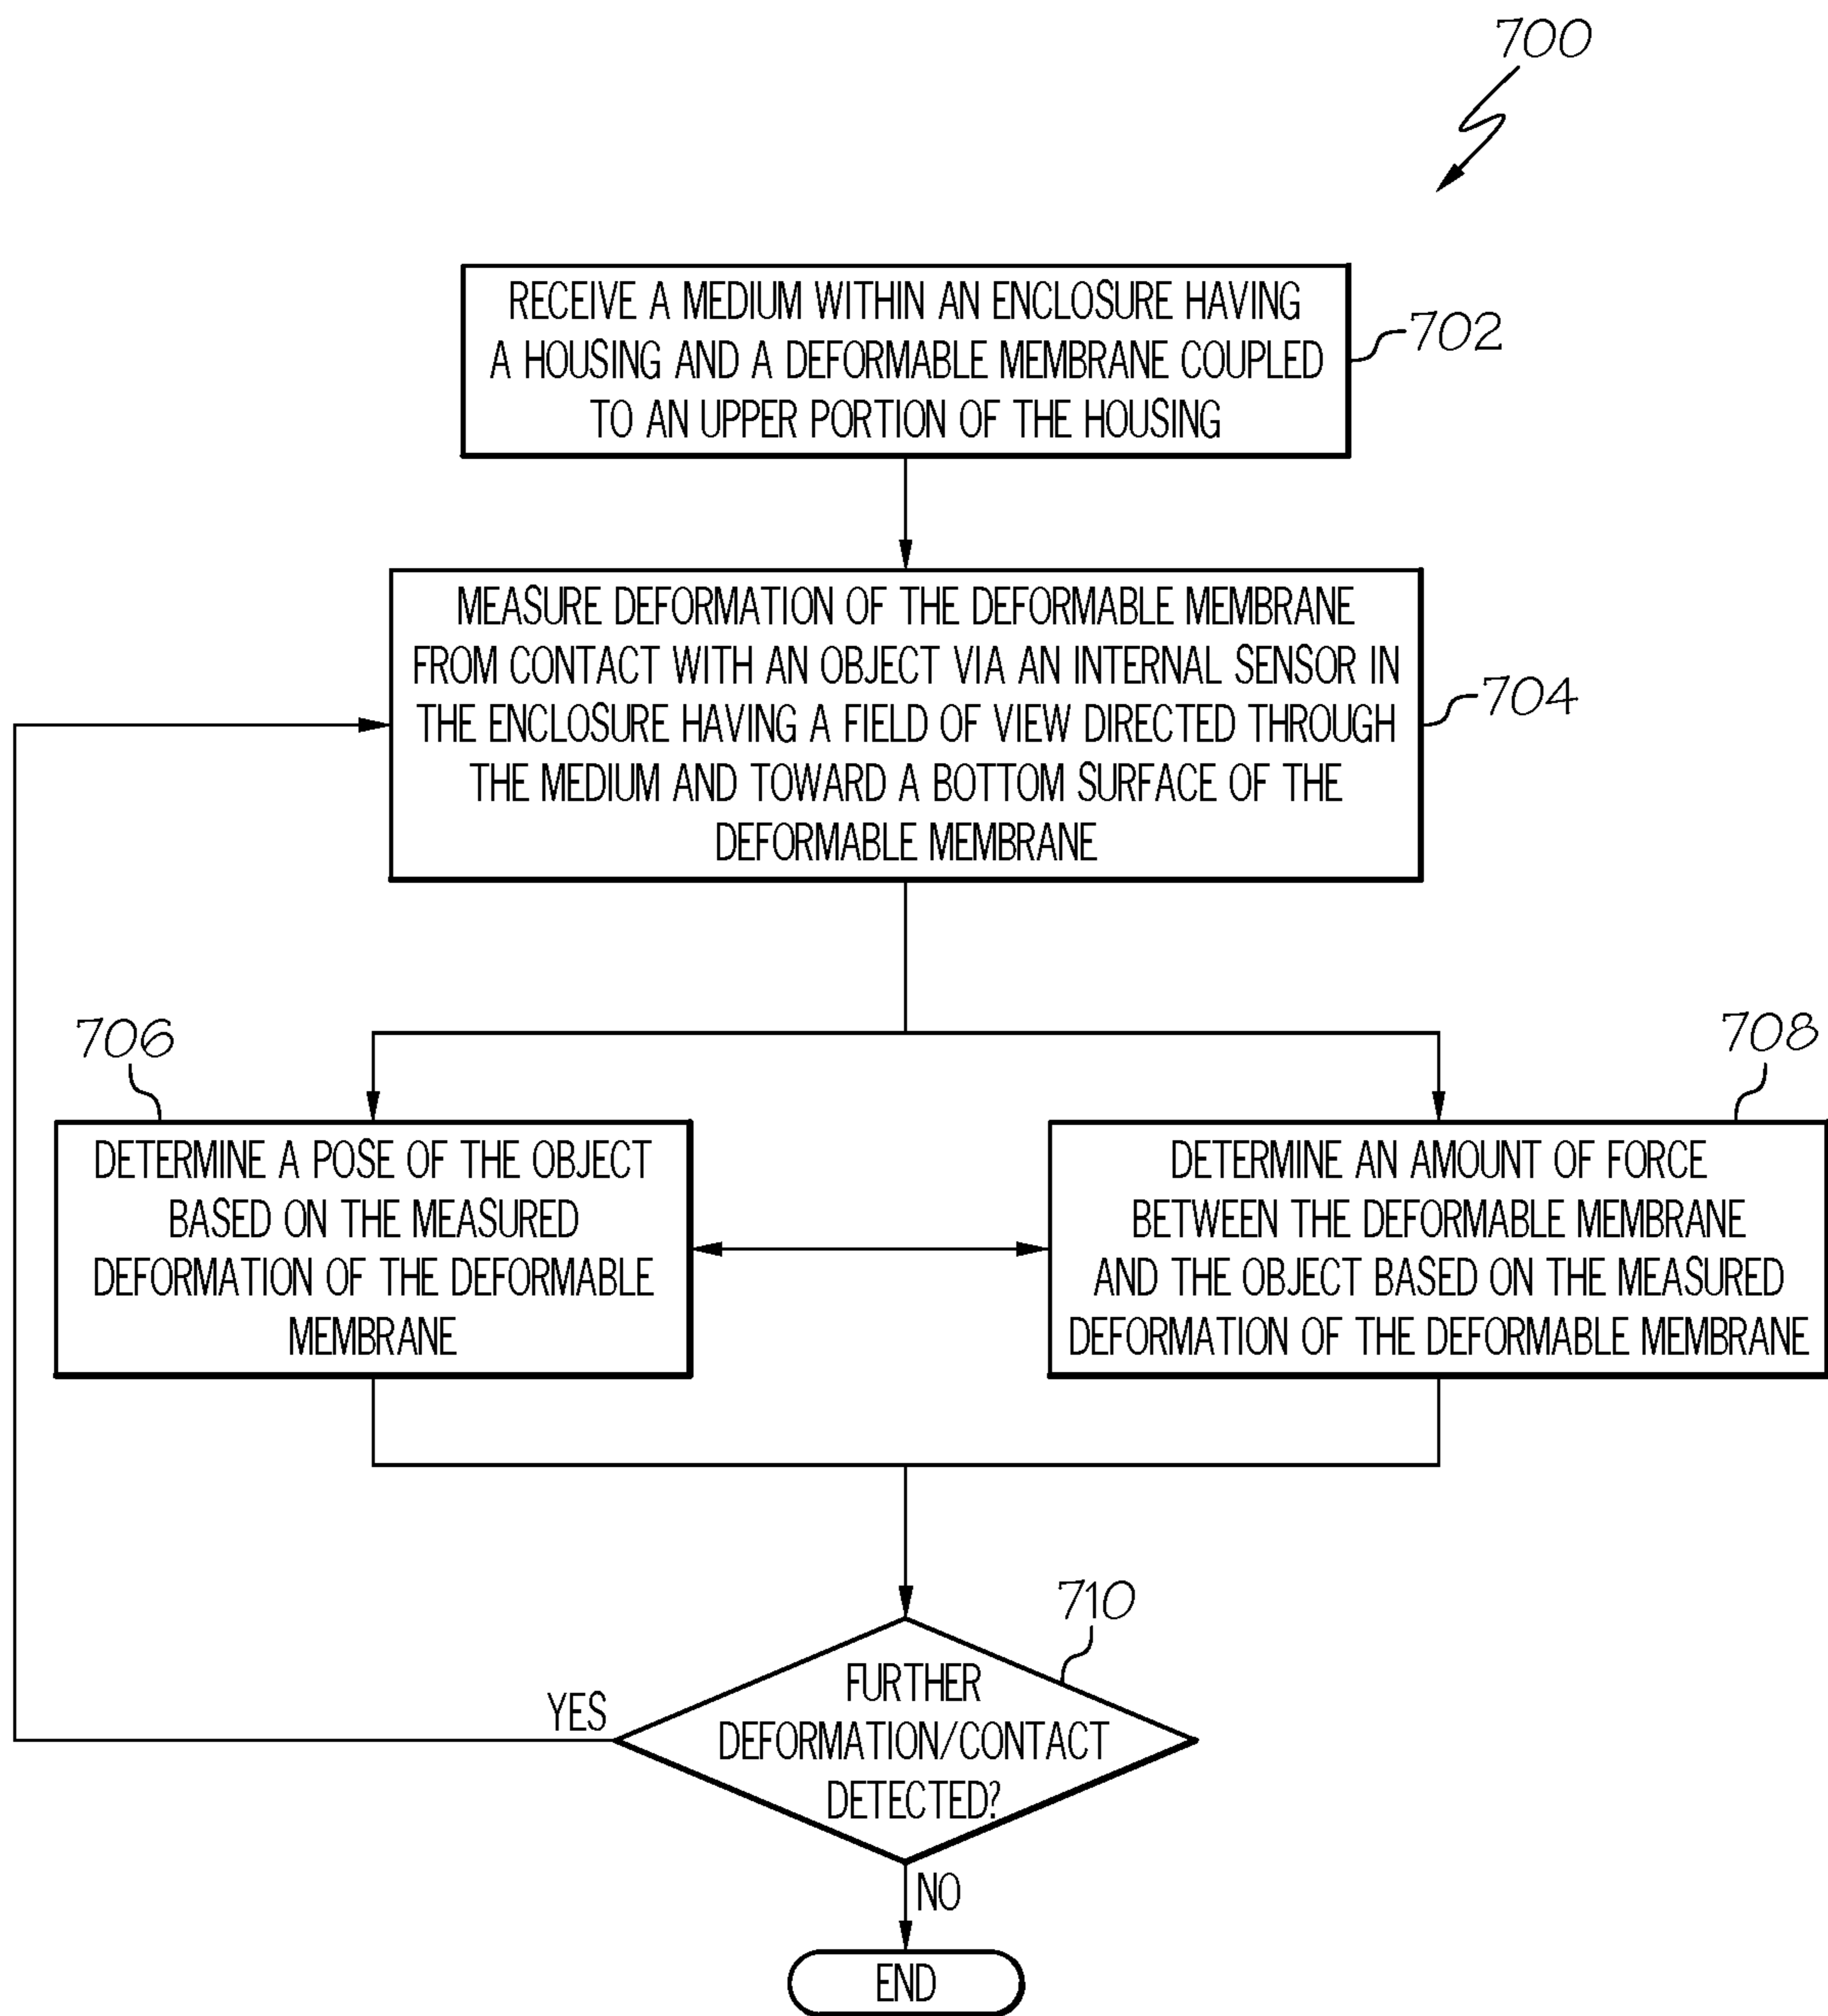 700
RECEIVE A MEDIUM WITHIN AN ENCLOSURE HAVING
A HOUSING AND A DEFORMABLE MEMBRANE COUPLED
TO AN UPPER PORTION OF THE HOUSING
702
MEASURE DEFORMATION OF THE DEFORMABLE MEMBRANE
FROM CONTACT WITH AN OBJECT VIA AN INTERNAL SENSOR IN
THE ENCLOSURE HAVING A FIELD OF VIEW DIRECTED THROUGH
THE MEDIUM AND TOWARD A BOTTOM SURFACE OF THE
DEFORMABLE MEMBRANE
704
706
DETERMINE A POSE OF THE OBJECT
BASED ON THE MEASURED
DEFORMATION OF THE DEFORMABLE
MEMBRANE
708
DETERMINE AN AMOUNT OF FORCE
BETWEEN THE DEFORMABLE MEMBRANE
AND THE OBJECT BASED ON THE MEASURED
DEFORMATION OF THE DEFORMABLE MEMBRANE
710
FURTHER
DEFORMATION/CONTACT
DETECTED?
YES
NO
END